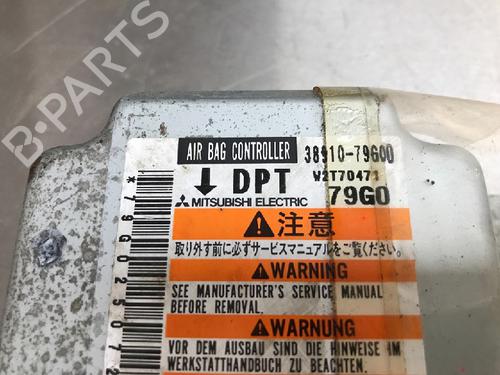 B-PARTS
AIR BAG CONTROLLER 38910-79G00
↓ DPT W2T70471
MITSUBISHI ELECTRIC 79G0
注意
取り外す前に必ずサービスマニュアルをご覧ください。
WARNING
SEE MANUFACTURER'S SERVICE MANUAL
BEFORE REMOVAL.
WARNUNG
VOR DEM AUSBAU SIND DIE HINWEISE IM
WERKSTATTHANDBUCH ZU BEACHTEN.
*79G025072